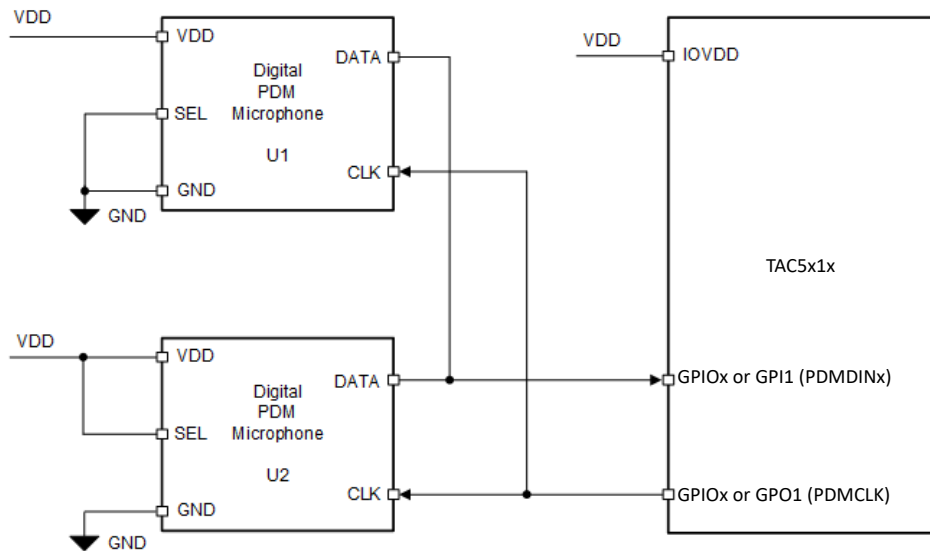 VDD
VDD
DATA
Digital
PDM
Microphone
SEL
U1
CLK
GND
GND
VDD
IOVDD
TAC5x1x
VDD
VDD
DATA
Digital
PDM
Microphone
SEL
U2
CLK
GND
GND
GPIOx or GPI1 (PDMDINx)
GPIOx or GPO1 (PDMCLK)